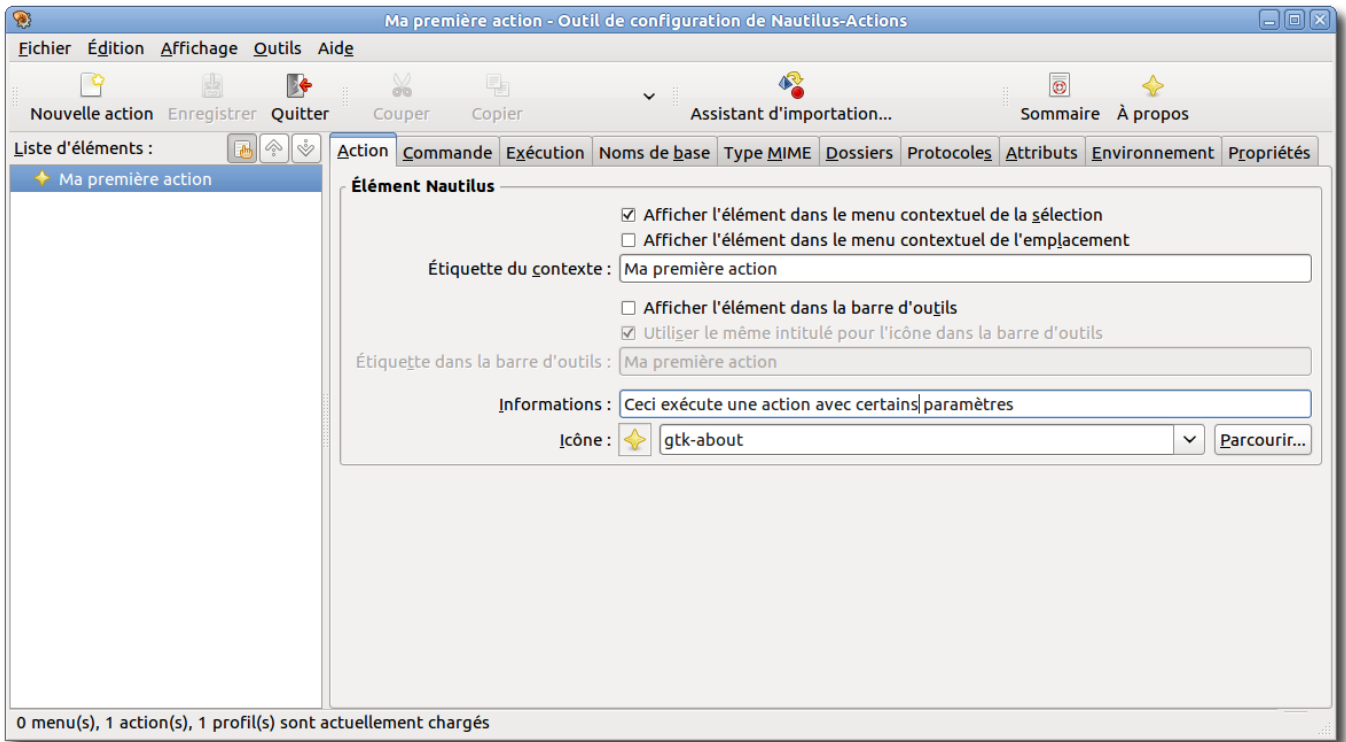 Ma première action - Outil de configuration de Nautilus-Actions
Fichier Édition Affichage Outils Aide
Nouvelle action Enregistrer Quitter Couper Copier Assistant d'importation... Sommaire À propos
Liste d'éléments :
Action Commande Exécution Noms de base Type MIME Dossiers Protocoles Attributs Environnement Propriétés
Ma première action
Élément Nautilus
Afficher l'élément dans le menu contextuel de la sélection
Afficher l'élément dans le menu contextuel de l'emplacement
Étiquette du contexte : Ma première action
Afficher l'élément dans la barre d'outils
Utiliser le même intitulé pour l'icône dans la barre d'outils
Étiquette dans la barre d'outils : Ma première action
Informations : Ceci exécute une action avec certains paramètres
Icône : gtk-about Parcourir...
0 menu(s), 1 action(s), 1 profil(s) sont actuellement chargés